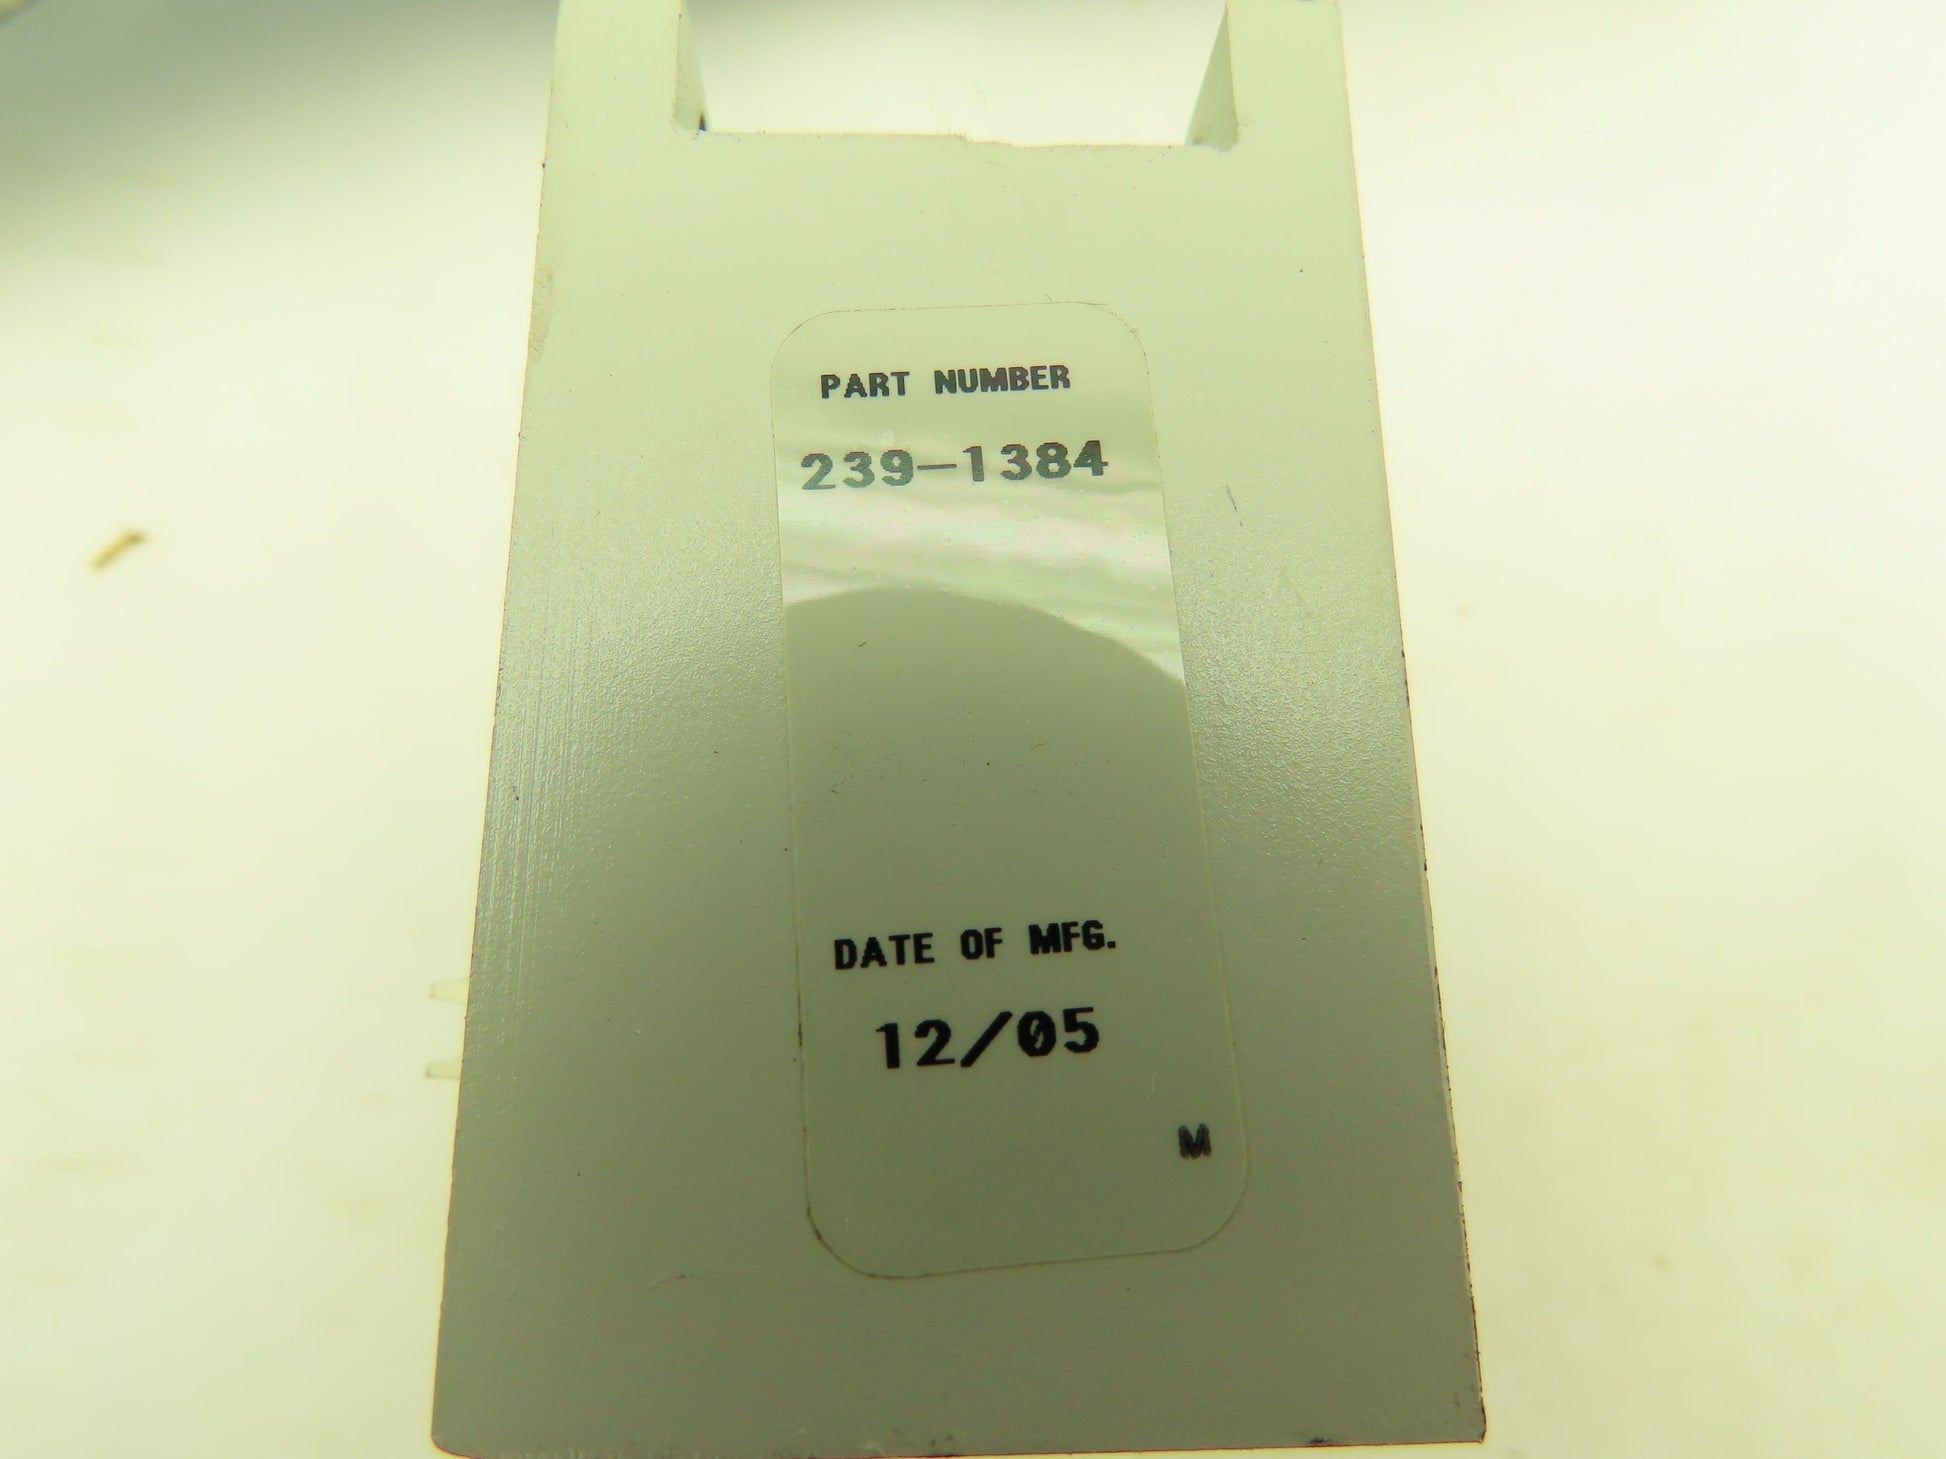 PART NUMBER
239-1384
DATE OF MFG.
12/05
M